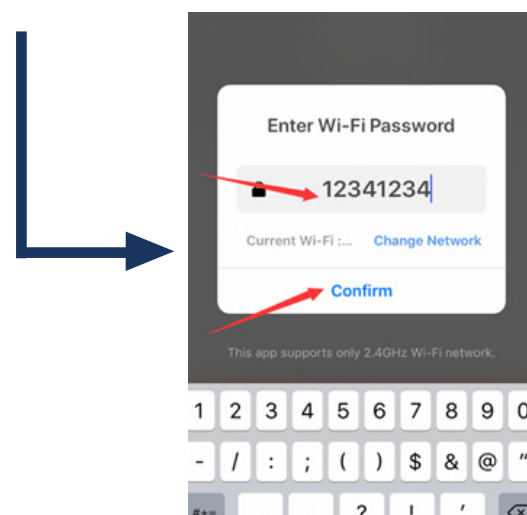 Enter Wi-Fi Password
12341234
Current Wi-Fi :... Change Network
Confirm
This app supports only 2.4GHz Wi-Fi network.
1 2 3 4 5 6 7 8 9 0
- / : ; ( ) $ & @ "
#+= ? ! '